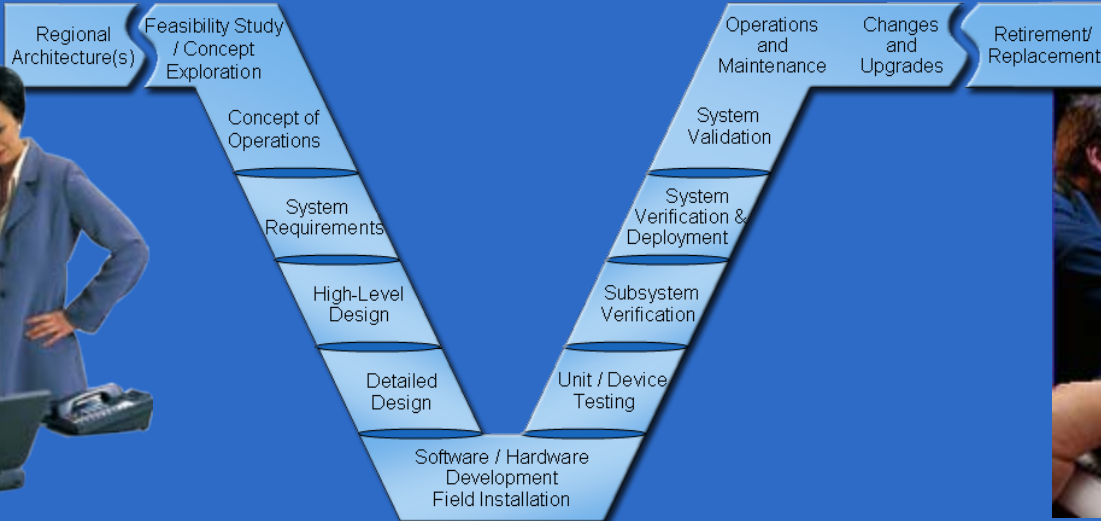 Regional
Architecture(s)
Feasibility Study
/ Concept
Exploration
Concept of
Operations
System
Requirements
High-Level
Design
Detailed
Design
Software / Hardware
Development
Field Installation
Unit / Device
Testing
Subsystem
Verification
System
Verification &
Deployment
System
Validation
Operations
and
Maintenance
Changes
and
Upgrades
Retirement/
Replacement